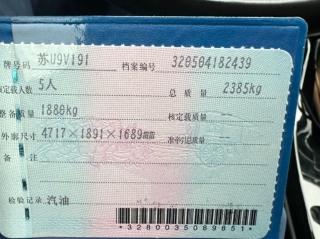 牌号码 苏U9V191 档案编号 320504182439
核定载人数 5人 总质量 2385kg
整备质量 1880kg 核定载质量
外廓尺寸 4717×1891×1689mm 准牵总质量
备注
检验记录 汽油
*3280035089851*